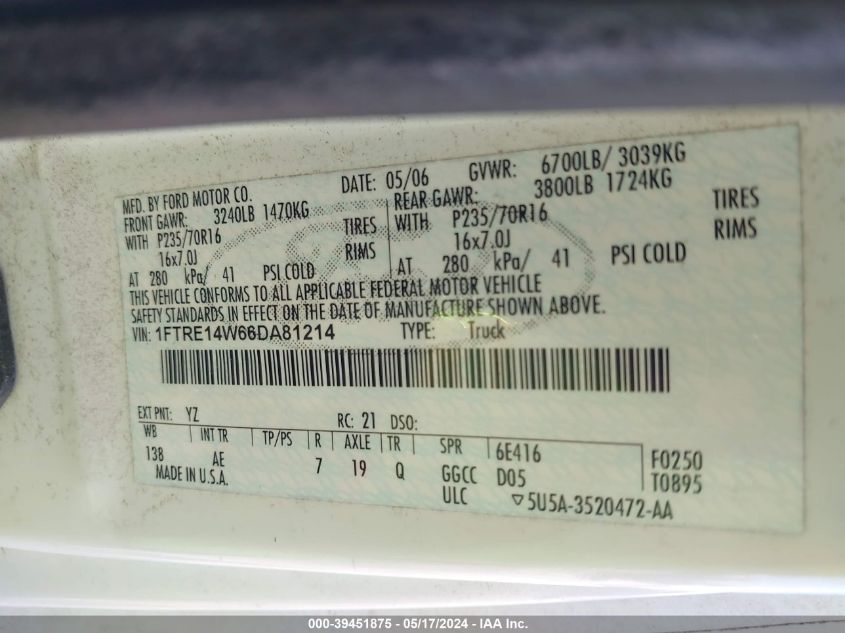 MFD. BY FORD MOTOR CO. DATE: 05/06 GVWR: 6700LB/ 3039KG
FRONT GAWR: 3240LB 1470KG REAR GAWR: 3800LB 1724KG
WITH P235/70R16 TIRES WITH P235/70R16 TIRES
16x7.0J RIMS 16x7.0J RIMS
AT 280 kPa/ 41 PSI COLD AT 280 kPa/ 41 PSI COLD
THIS VEHICLE CONFORMS TO ALL APPLICABLE FEDERAL MOTOR VEHICLE
SAFETY STANDARDS IN EFFECT ON THE DATE OF MANUFACTURE SHOWN ABOVE.
VIN: 1FTRE14W66DA81214 TYPE: Truck
EXT PNT: YZ RC: 21 DSO:
WB INT TR TP/PS R AXLE TR SPR 6E416 F0250
138 AE 7 19 Q GGCC D05 T0895
MADE IN U.S.A. ULC ▽5U5A-3520472-AA
000-39451875 - 05/17/2024 - IAA Inc.